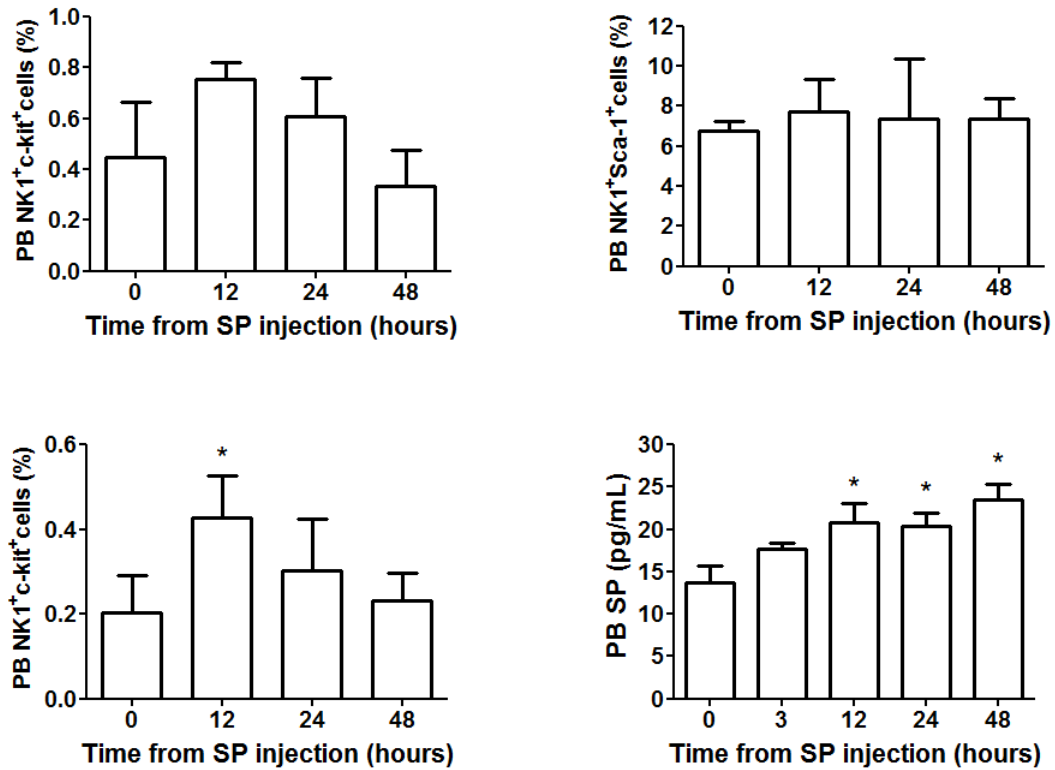 PB NK1⁺c-kit⁺cells (%)
1.0
0.8
0.6
0.4
0.2
0.0
0 12 24 48
Time from SP injection (hours)
PB NK1⁺Sca-1⁺cells (%)
12
10
8
6
4
2
0
0 12 24 48
Time from SP injection (hours)
PB NK1⁺c-kit⁺cells (%)
0.6
0.4
0.2
0.0
*
0 12 24 48
Time from SP injection (hours)
PB SP (pg/mL)
30
25
20
15
10
5
0
* * *
0 3 12 24 48
Time from SP injection (hours)